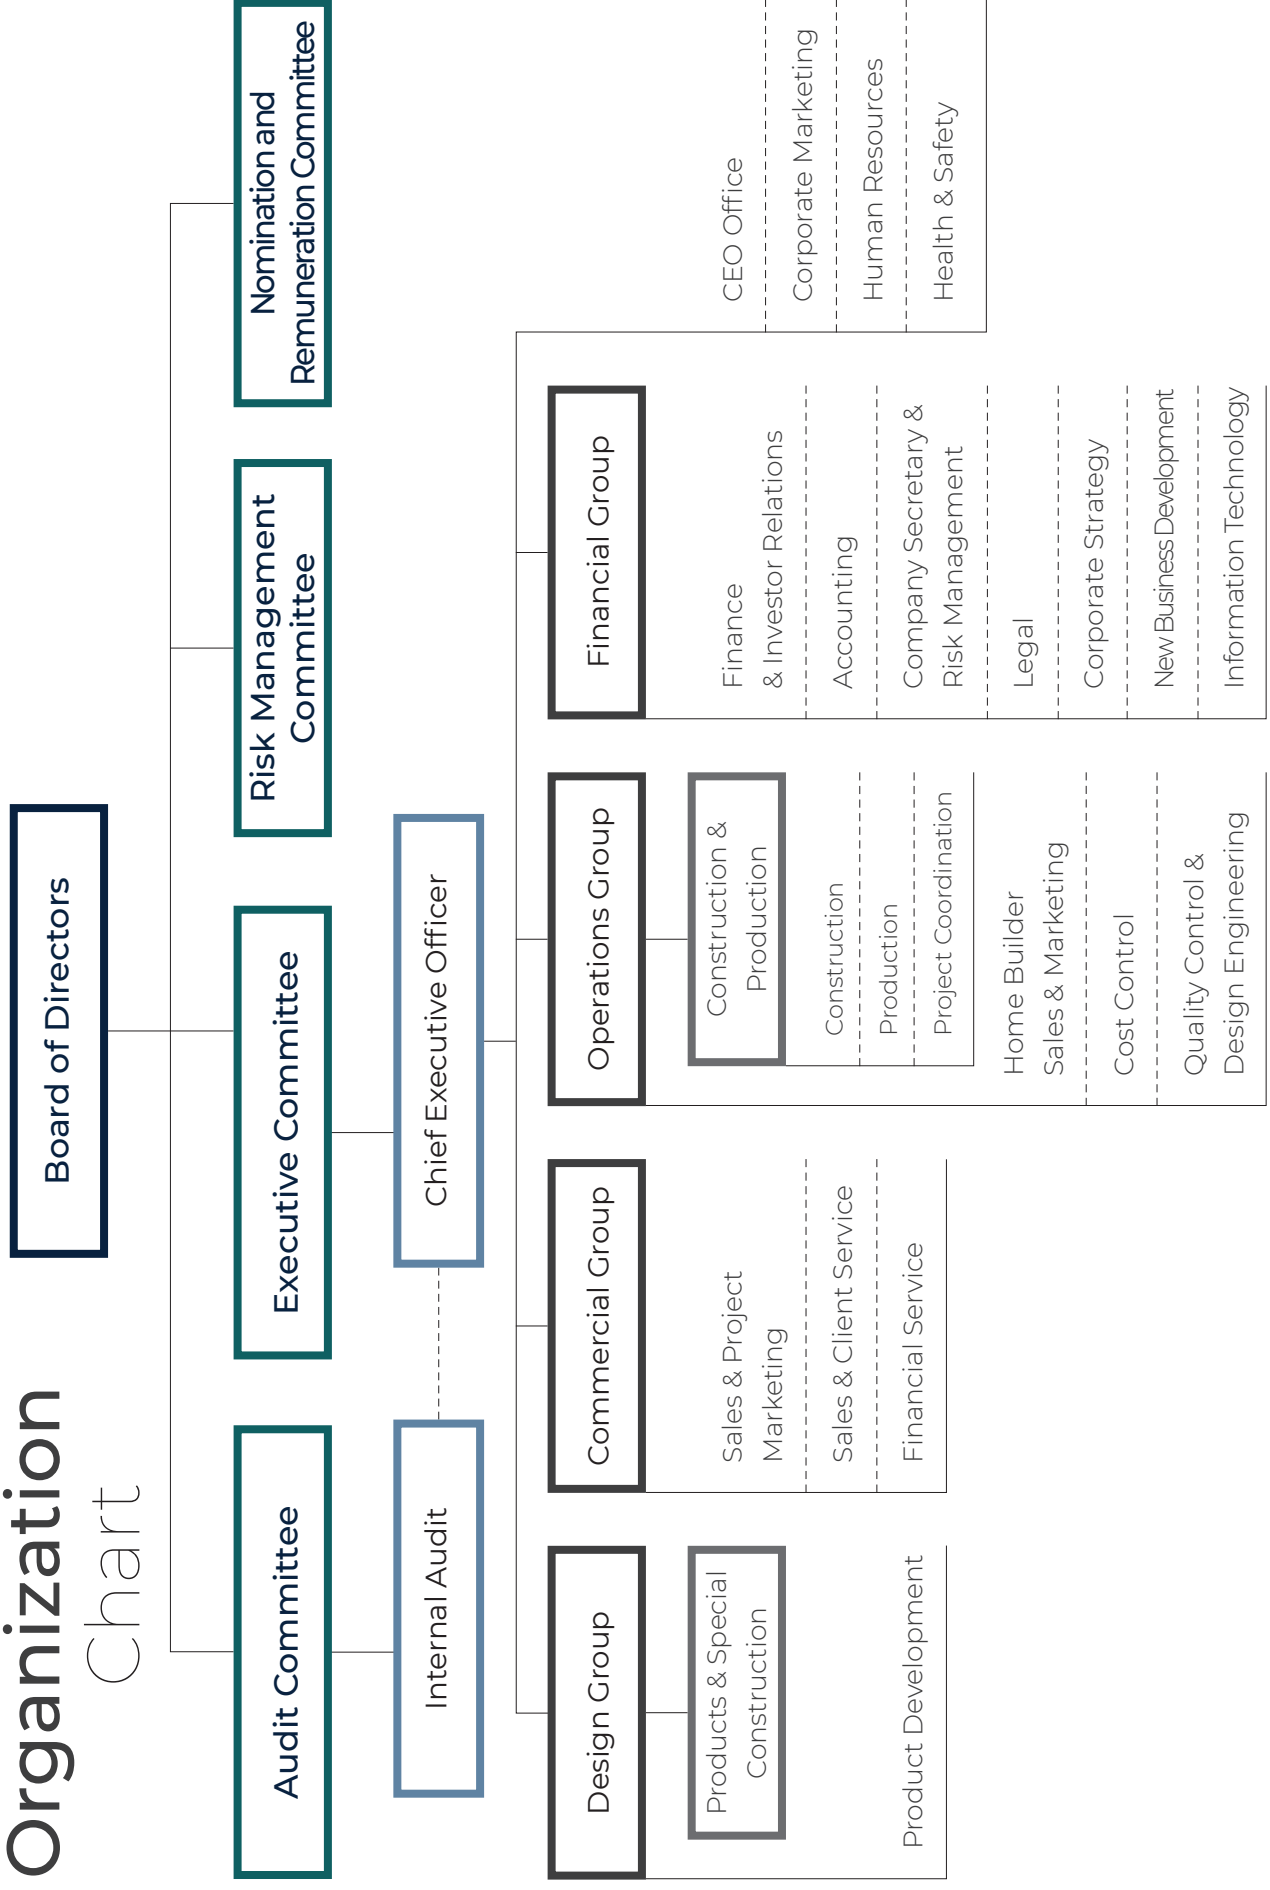 Organization
Chart
Board of Directors
Audit Committee
Executive Committee
Risk Management
Committee
Nomination and
Remuneration Committee
Internal Audit
Chief Executive Officer
Design Group
Products & Special
Construction
Product Development
Commercial Group
Sales & Project
Marketing
Sales & Client Service
Financial Service
Operations Group
Construction &
Production
Construction
Production
Project Coordination
Home Builder
Sales & Marketing
Cost Control
Quality Control &
Design Engineering
Financial Group
Finance
& Investor Relations
Accounting
Company Secretary &
Risk Management
Legal
Corporate Strategy
New Business Development
Information Technology
CEO Office
Corporate Marketing
Human Resources
Health & Safety